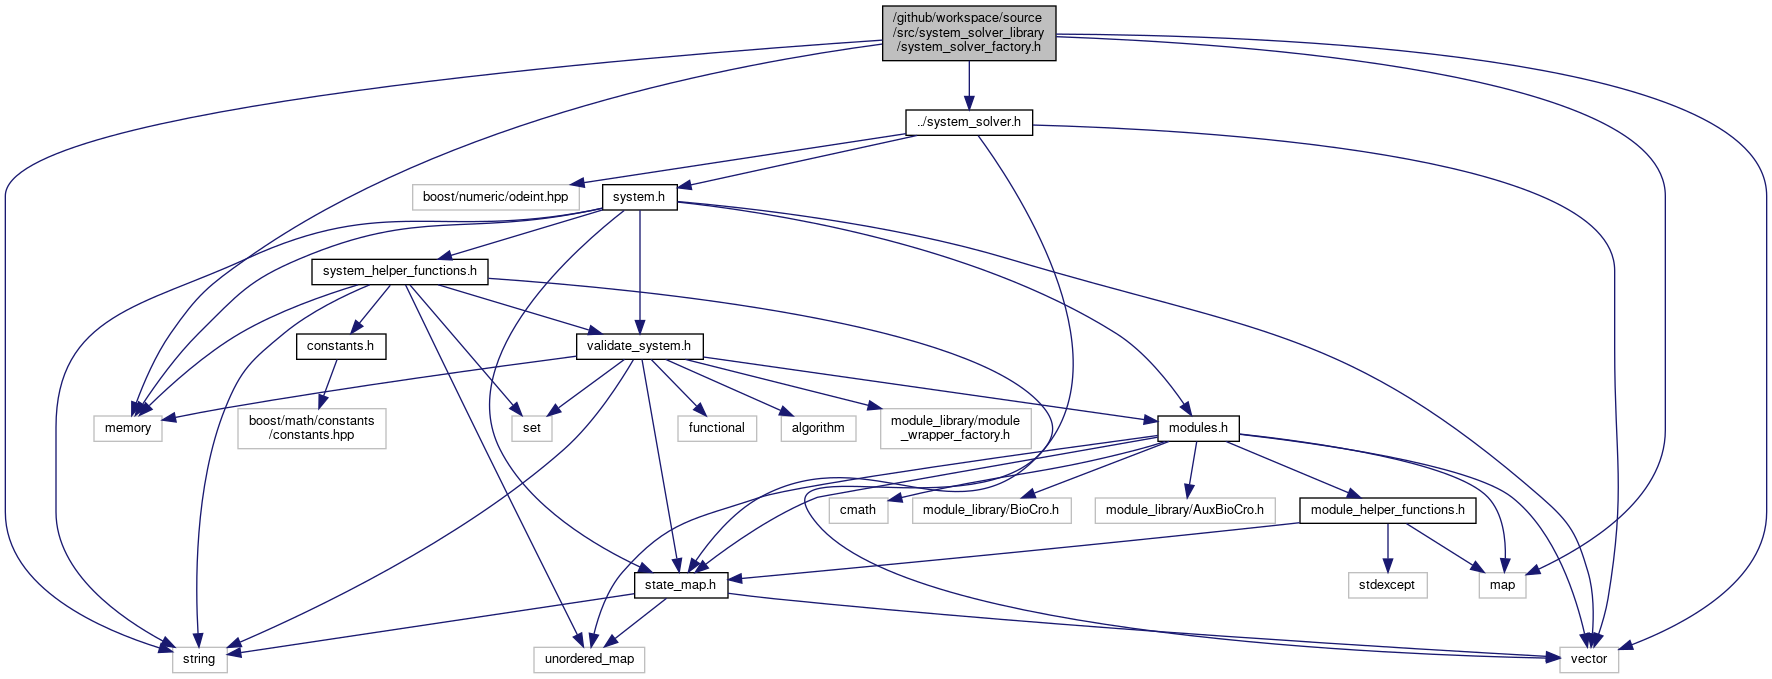 /github/workspace/source
/src/system_solver_library
/system_solver_factory.h
../system_solver.h
boost/numeric/odeint.hpp
system.h
system_helper_functions.h
constants.h
validate_system.h
memory
boost/math/constants
/constants.hpp
set
functional
algorithm
module_library/module
_wrapper_factory.h
modules.h
cmath
module_library/BioCro.h
module_library/AuxBioCro.h
module_helper_functions.h
state_map.h
stdexcept
map
string
unordered_map
vector